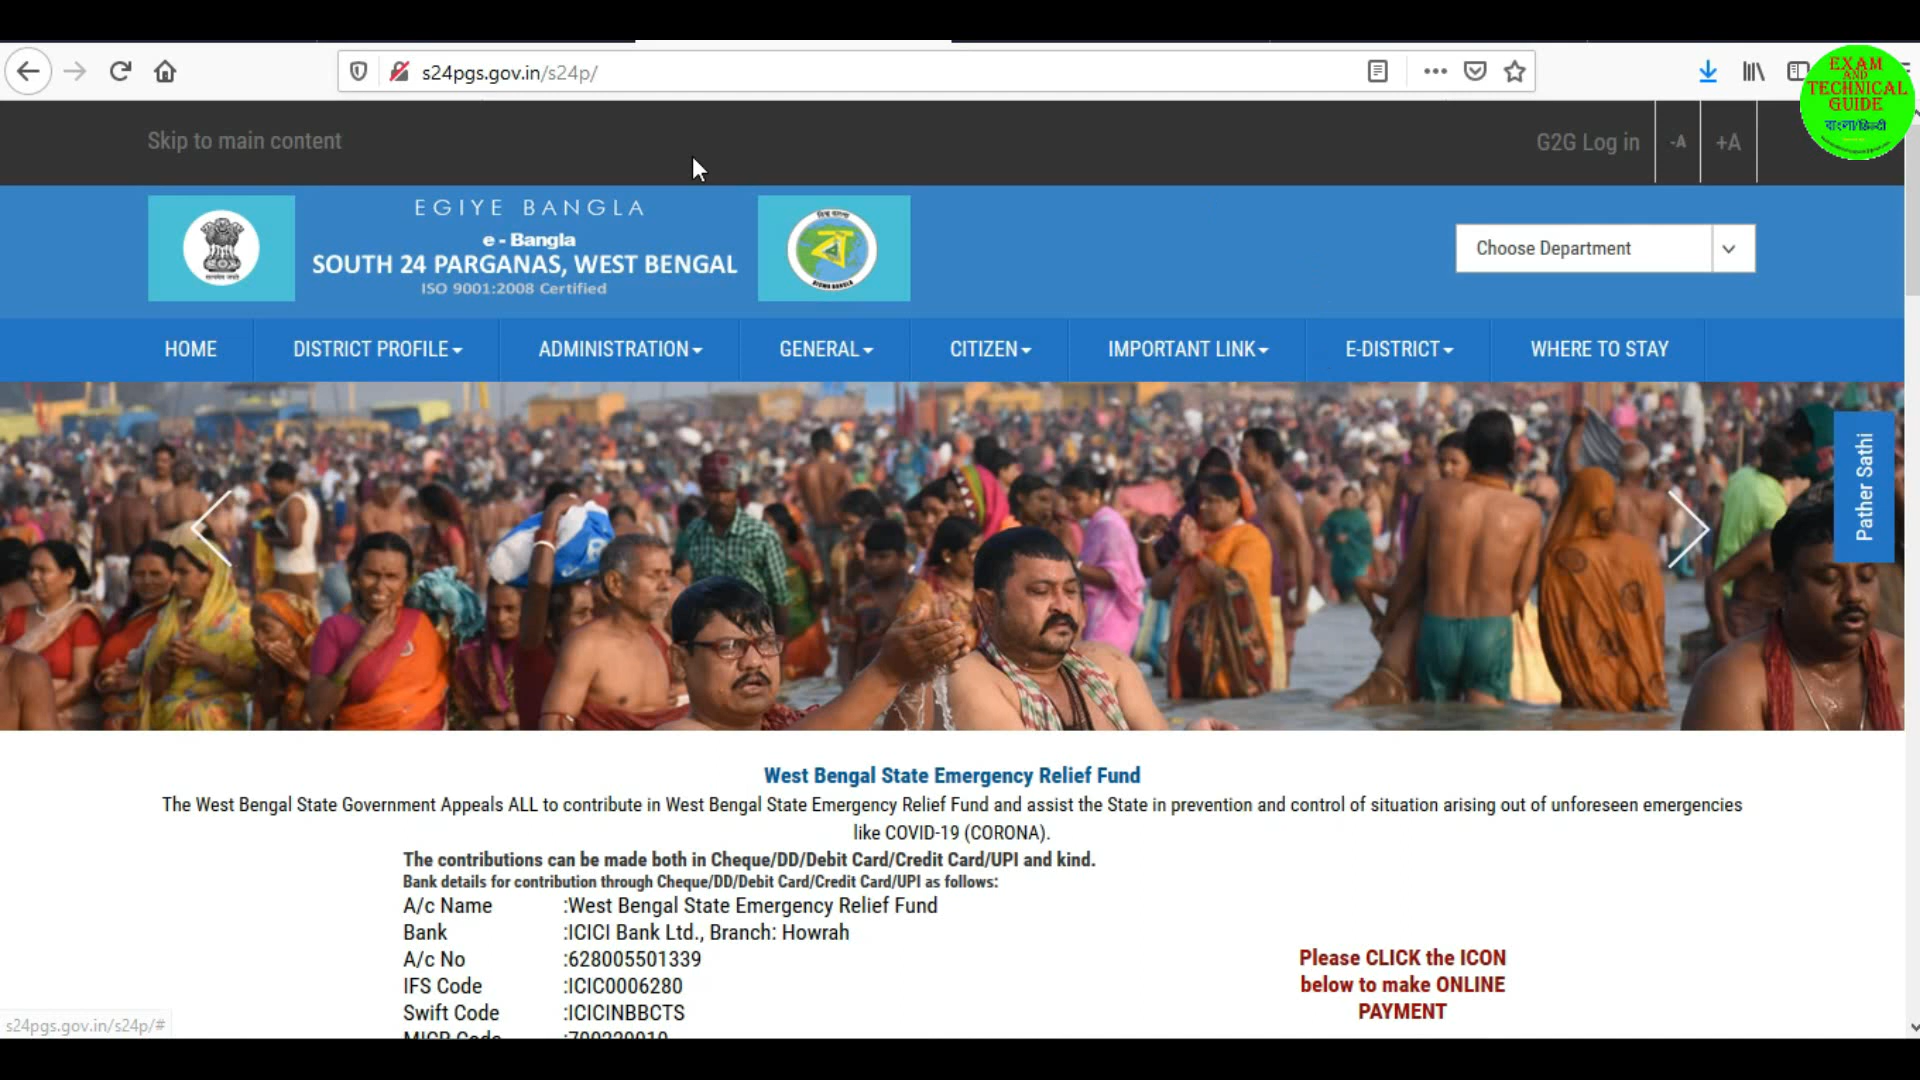 s24pgs.gov.in/s24p/
EXAM
AND
TECHNICAL
GUIDE
বাংলা/हिन्दी
Skip to main content
G2G Log in
-A
+A
EGIYE BANGLA
e - Bangla
SOUTH 24 PARGANAS, WEST BENGAL
ISO 9001:2008 Certified
Choose Department
HOME
DISTRICT PROFILE
ADMINISTRATION
GENERAL
CITIZEN
IMPORTANT LINK
E-DISTRICT
WHERE TO STAY
Pather Sathi
West Bengal State Emergency Relief Fund
The West Bengal State Government Appeals ALL to contribute in West Bengal State Emergency Relief Fund and assist the State in prevention and control of situation arising out of unforeseen emergencies
like COVID-19 (CORONA).
The contributions can be made both in Cheque/DD/Debit Card/Credit Card/UPI and kind.
Bank details for contribution through Cheque/DD/Debit Card/Credit Card/UPI as follows:
A/c Name :West Bengal State Emergency Relief Fund
Bank :ICICI Bank Ltd., Branch: Howrah
A/c No :628005501339
IFS Code :ICIC0006280
Swift Code :ICICINBBCTS
Please CLICK the ICON
below to make ONLINE
PAYMENT
s24pgs.gov.in/s24p/#